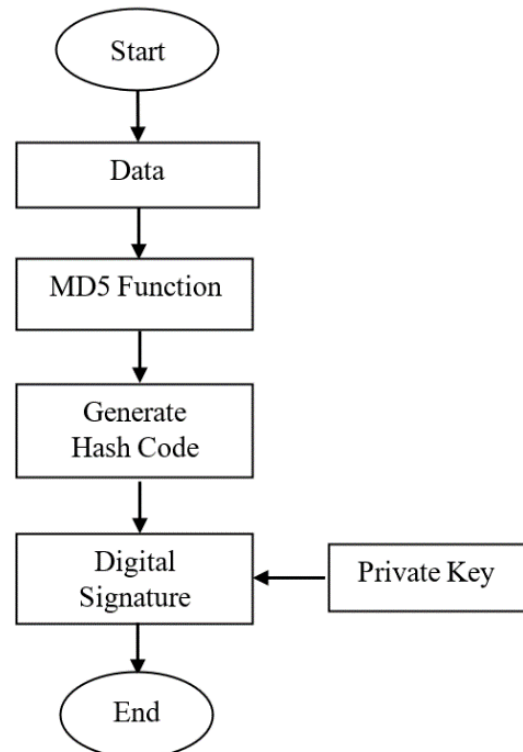 Start
Data
MD5 Function
Generate
Hash Code
Digital
Signature
Private Key
End